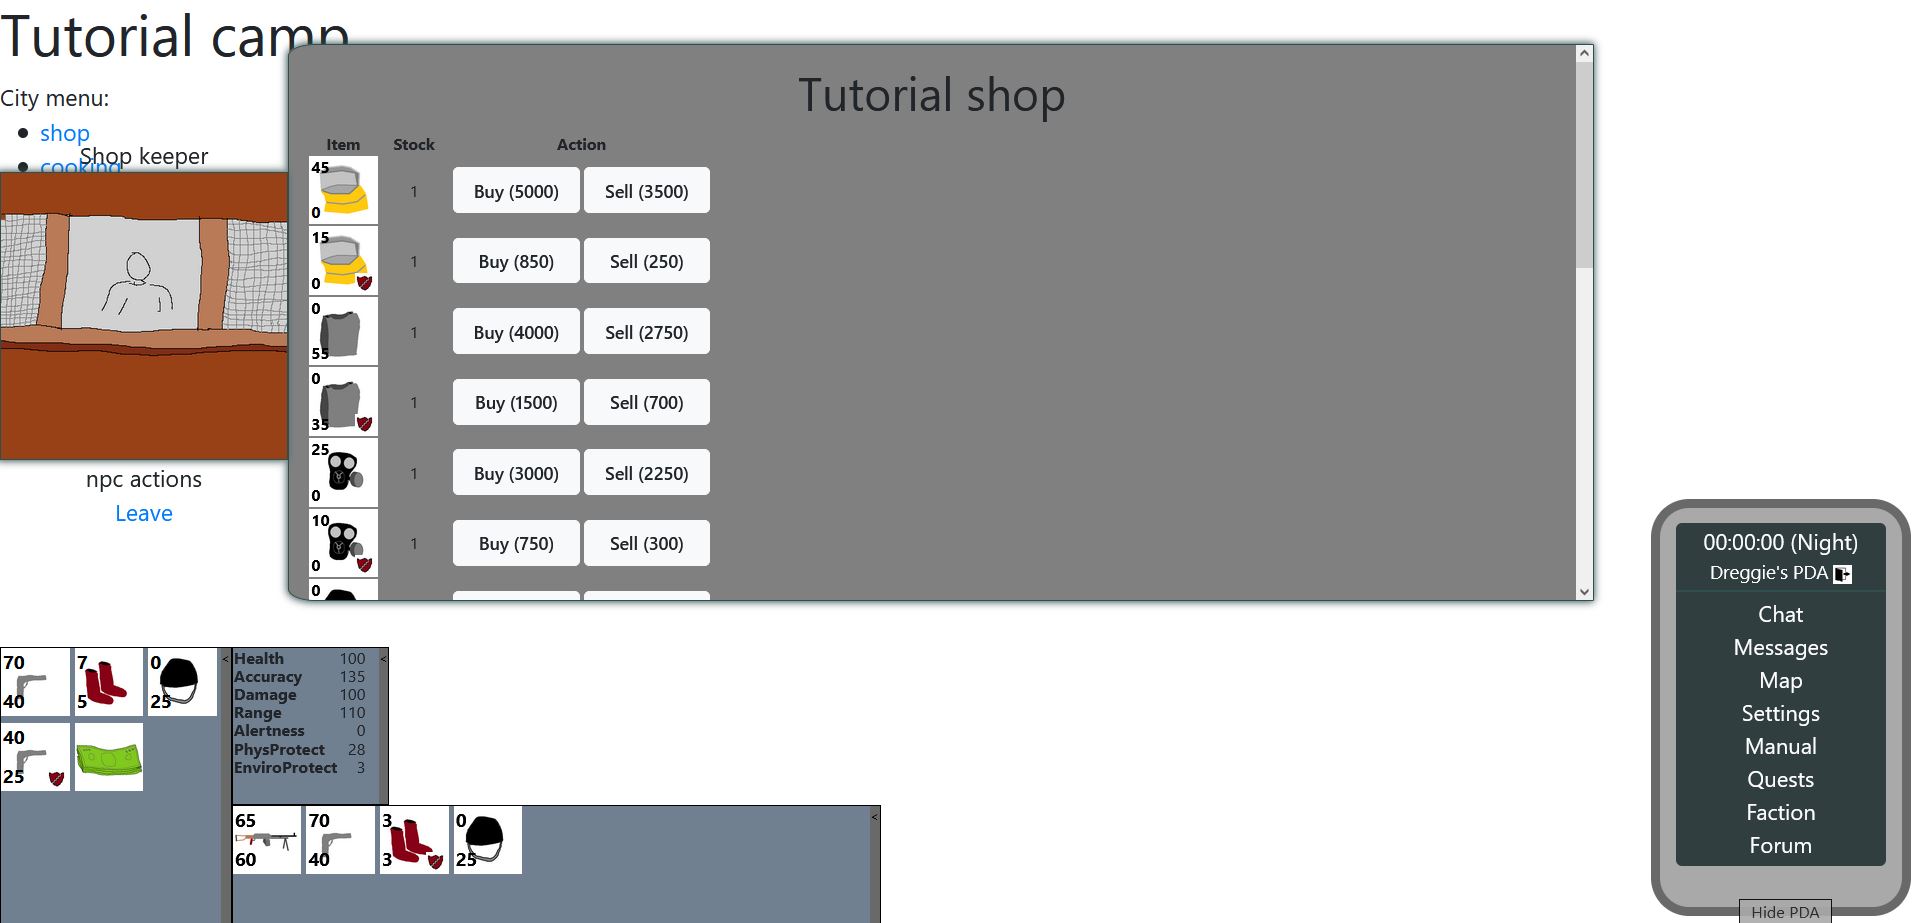 Tutorial camp
City menu:
shop
cooking
Shop keeper
npc actions
Leave
Tutorial shop
Item Stock Action
45
0
1 Buy (5000) Sell (3500)
15
0
1 Buy (850) Sell (250)
0
55
1 Buy (4000) Sell (2750)
0
35
1 Buy (1500) Sell (700)
25
0
1 Buy (3000) Sell (2250)
10
0
1 Buy (750) Sell (300)
0
70 7 0
40 5 25
40
25
<
Health 100
Accuracy 135
Damage 100
Range 110
Alertness 0
PhysProtect 28
EnviroProtect 3
<
65 70 3 0
60 40 3 25
<
00:00:00 (Night)
Dreggie's PDA
Chat
Messages
Map
Settings
Manual
Quests
Faction
Forum
Hide PDA